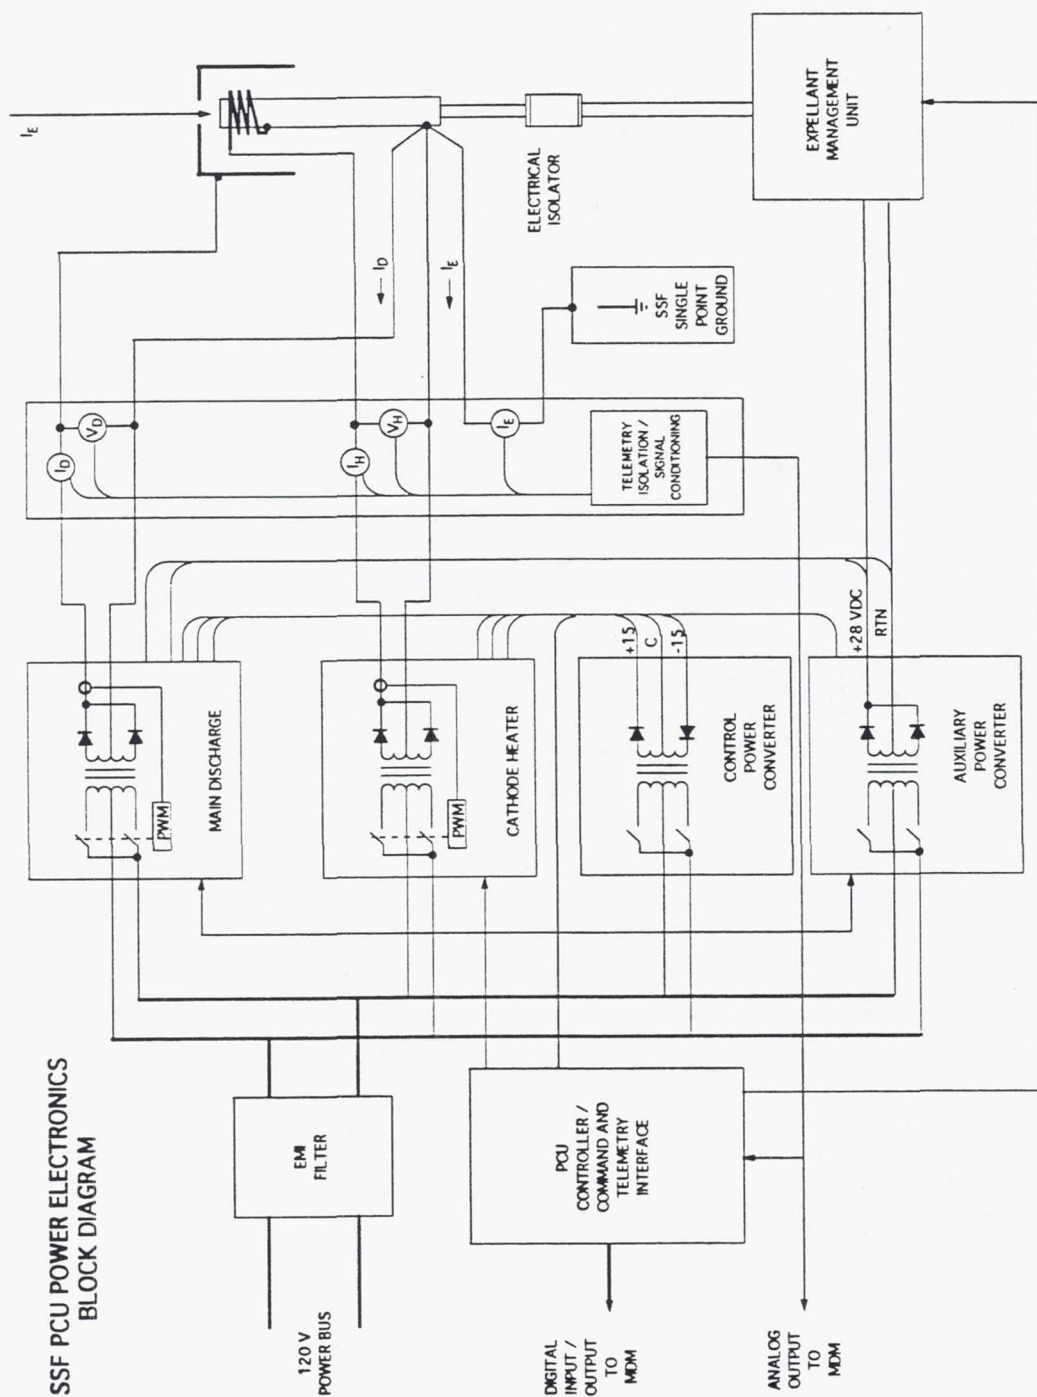 SSF PCU POWER ELECTRONICS
BLOCK DIAGRAM
120 V
POWER BUS
EMI
FILTER
DIGITAL
INPUT /
OUTPUT
TO
MDM
ANALOG
OUTPUT
TO
MDM
PCU
CONTROLLER /
COMMAND AND
TELEMETRY
INTERFACE
PWM
MAIN DISCHARGE
PWM
CATHODE HEATER
CONTROL
POWER
CONVERTER
AUXILIARY
POWER
CONVERTER
+15
C
-15
+28 VDC
RTN
I_D
V_D
I_H
V_H
I_E
TELEMETRY
ISOLATION /
SIGNAL
CONDITIONING
I_D
I_E
SSF
SINGLE
POINT
GROUND
I_E
ELECTRICAL
ISOLATOR
EXPELLANT
MANAGEMENT
UNIT